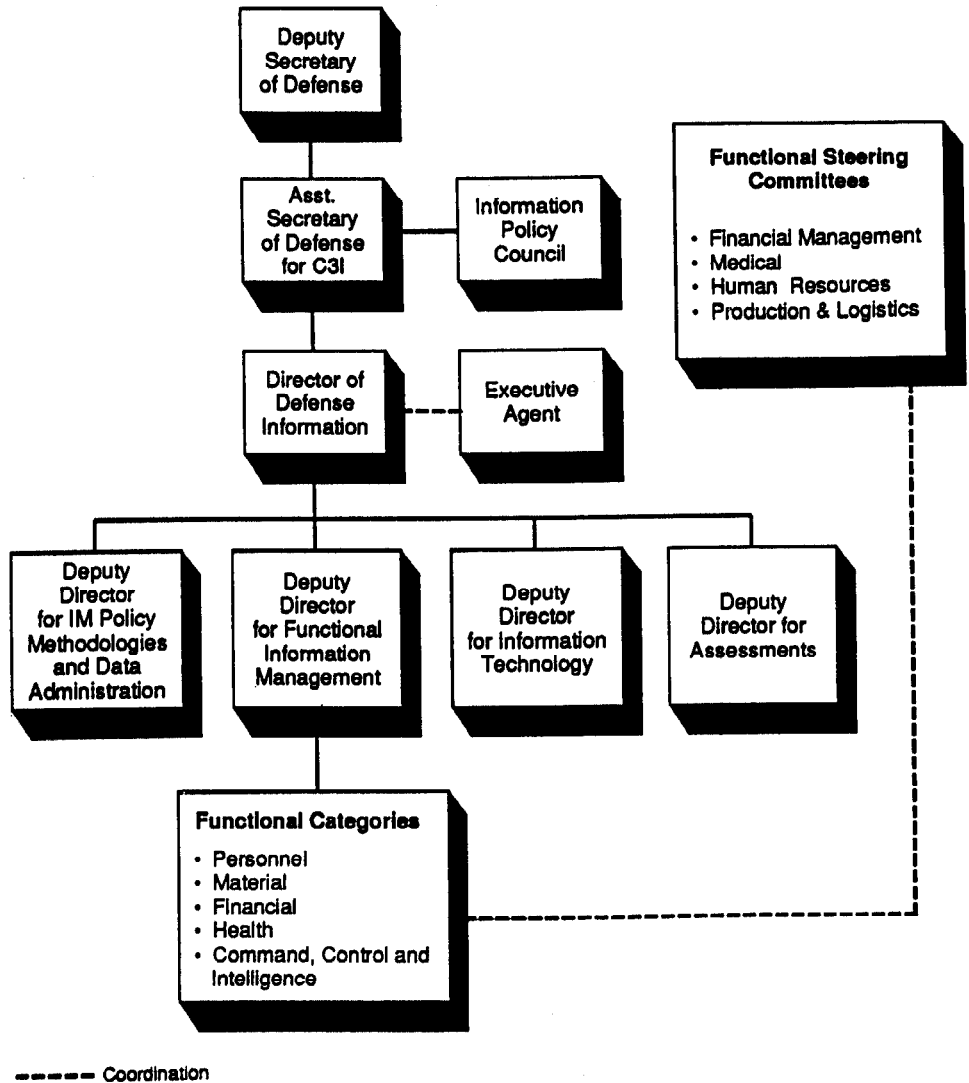 Deputy
Secretary
of Defense
Asst.
Secretary
of Defense
for C3I
Information
Policy
Council
Functional Steering
Committees
• Financial Management
• Medical
• Human Resources
• Production & Logistics
Director of
Defense
Information
Executive
Agent
Deputy
Director
for IM Policy
Methodologies
and Data
Administration
Deputy
Director
for Functional
Information
Management
Deputy
Director
for Information
Technology
Deputy
Director for
Assessments
Functional Categories
• Personnel
• Material
• Financial
• Health
• Command, Control and
Intelligence
Coordination